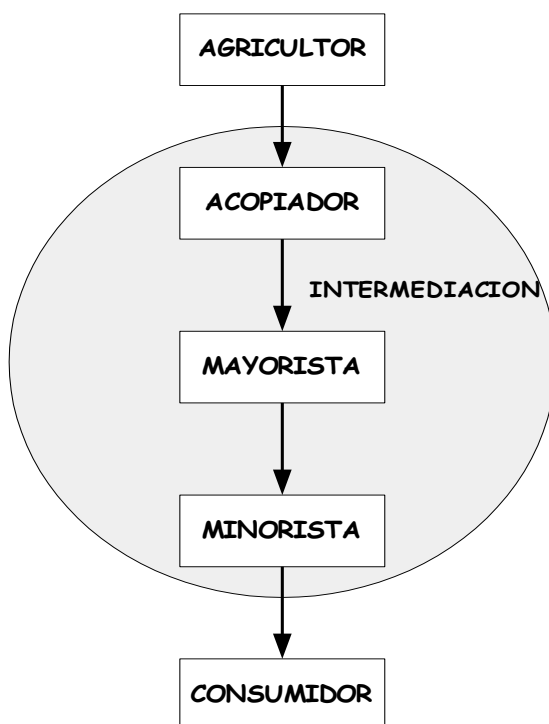 AGRICULTOR
ACOPIADOR
INTERMEDIACION
MAYORISTA
MINORISTA
CONSUMIDOR